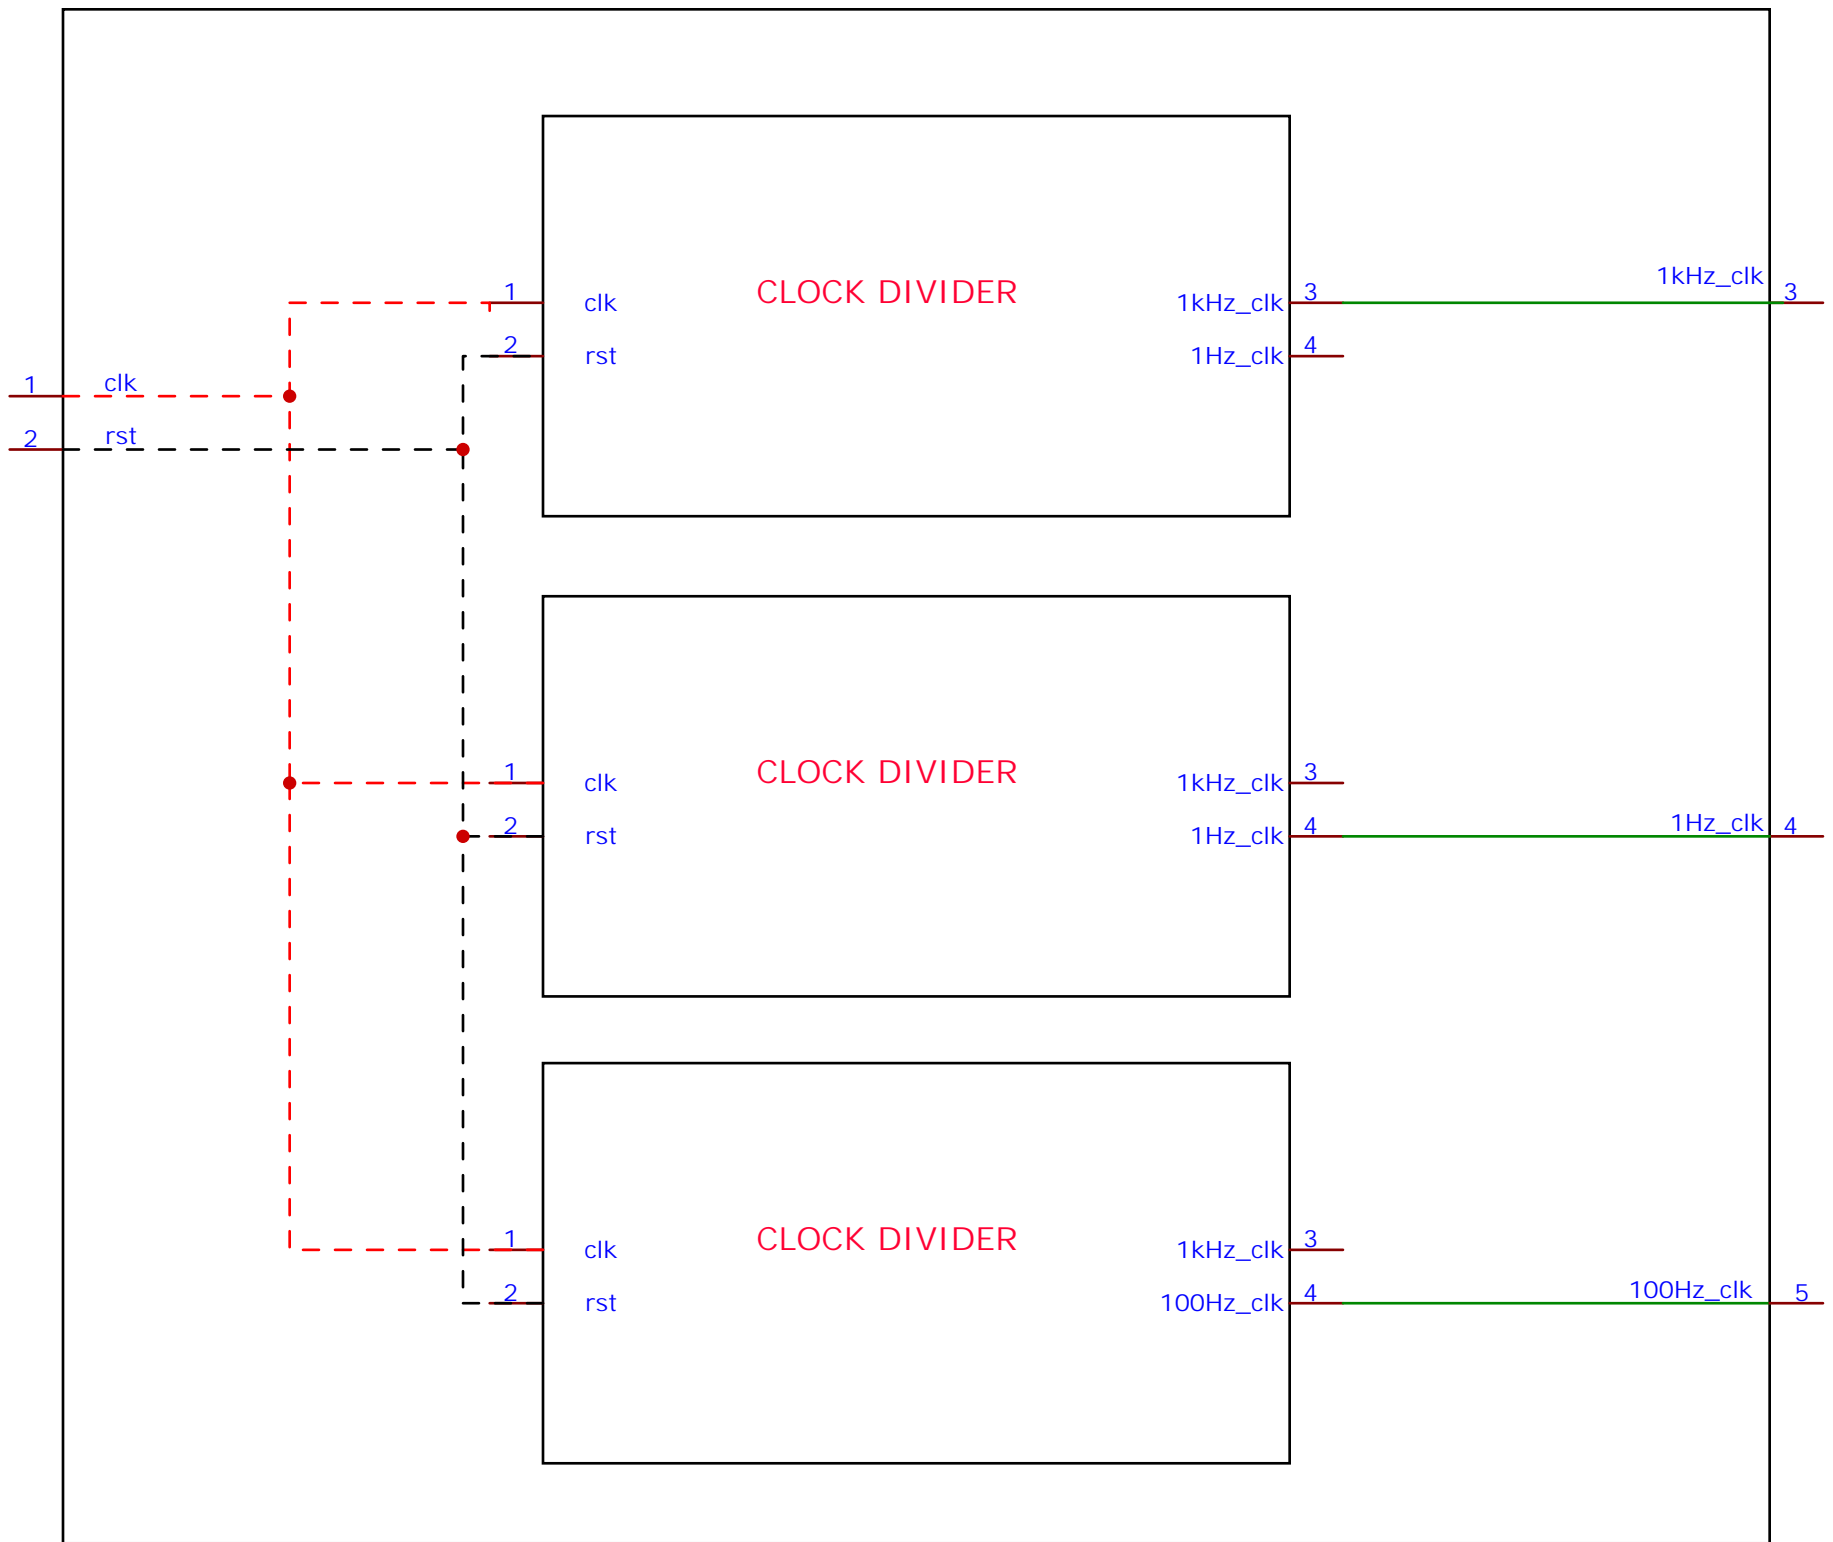 1 clk
2 rst
1 clk CLOCK DIVIDER 1kHz_clk 3
2 rst 1Hz_clk 4
1kHz_clk 3
1 clk CLOCK DIVIDER 1kHz_clk 3
2 rst 1Hz_clk 4
1Hz_clk 4
1 clk CLOCK DIVIDER 1kHz_clk 3
2 rst 100Hz_clk 4
100Hz_clk 5